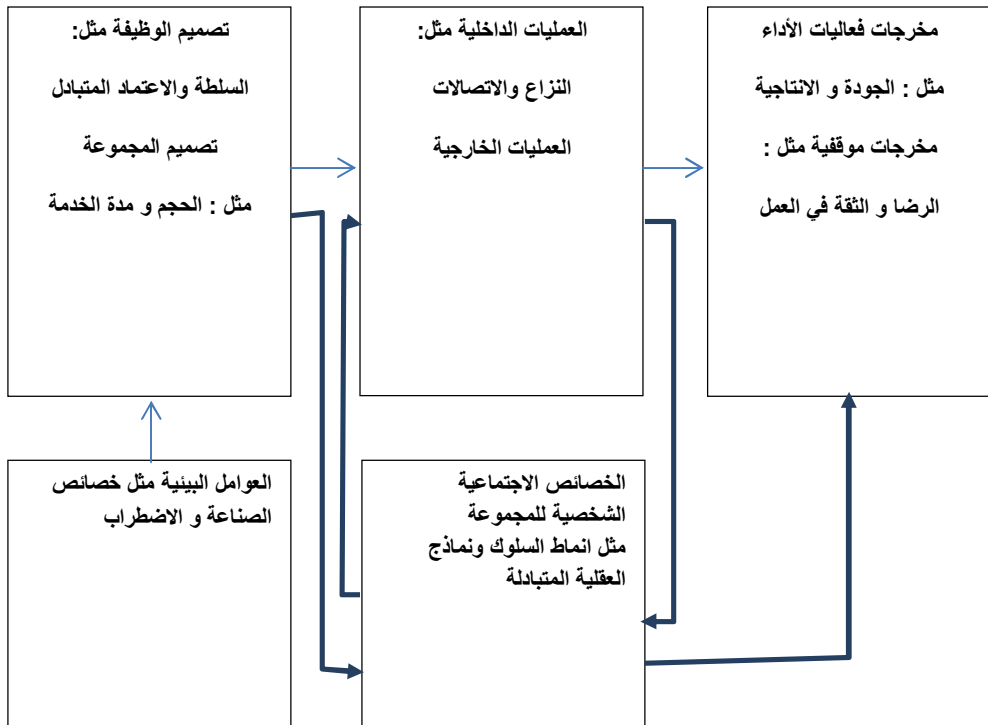 تصميم الوظيفة مثل:
السلطة والاعتماد المتبادل
تصميم المجموعة
مثل : الحجم و مدة الخدمة
العمليات الداخلية مثل:
النزاع والاتصالات
العمليات الخارجية
مخرجات فعاليات الأداء
مثل : الجودة و الانتاجية
مخرجات موقفية مثل :
الرضا و الثقة في العمل
العوامل البيئية مثل خصائص
الصناعة و الاضطراب
الخصائص الاجتماعية
الشخصية للمجموعة
مثل انماط السلوك ونماذج
العقلية المتبادلة